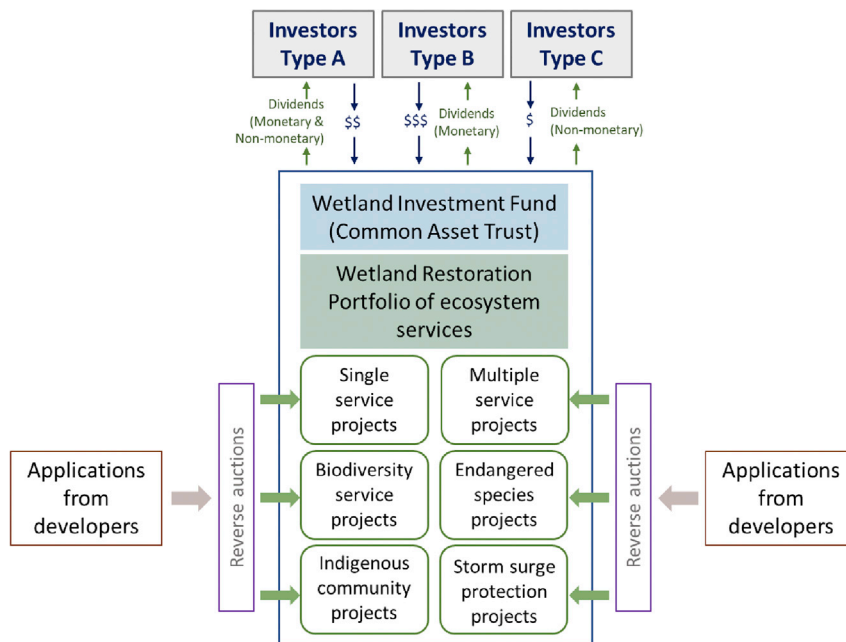 Investors
Type A
Investors
Type B
Investors
Type C
Dividends
(Monetary &
Non-monetary)
$$
$$$
Dividends
(Monetary)
$
Dividends
(Non-monetary)
Wetland Investment Fund
(Common Asset Trust)
Wetland Restoration
Portfolio of ecosystem
services
Single
service
projects
Multiple
service
projects
Biodiversity
service
projects
Endangered
species
projects
Indigenous
community
projects
Storm surge
protection
projects
Applications
from
developers
Reverse auctions
Reverse auctions
Applications
from
developers